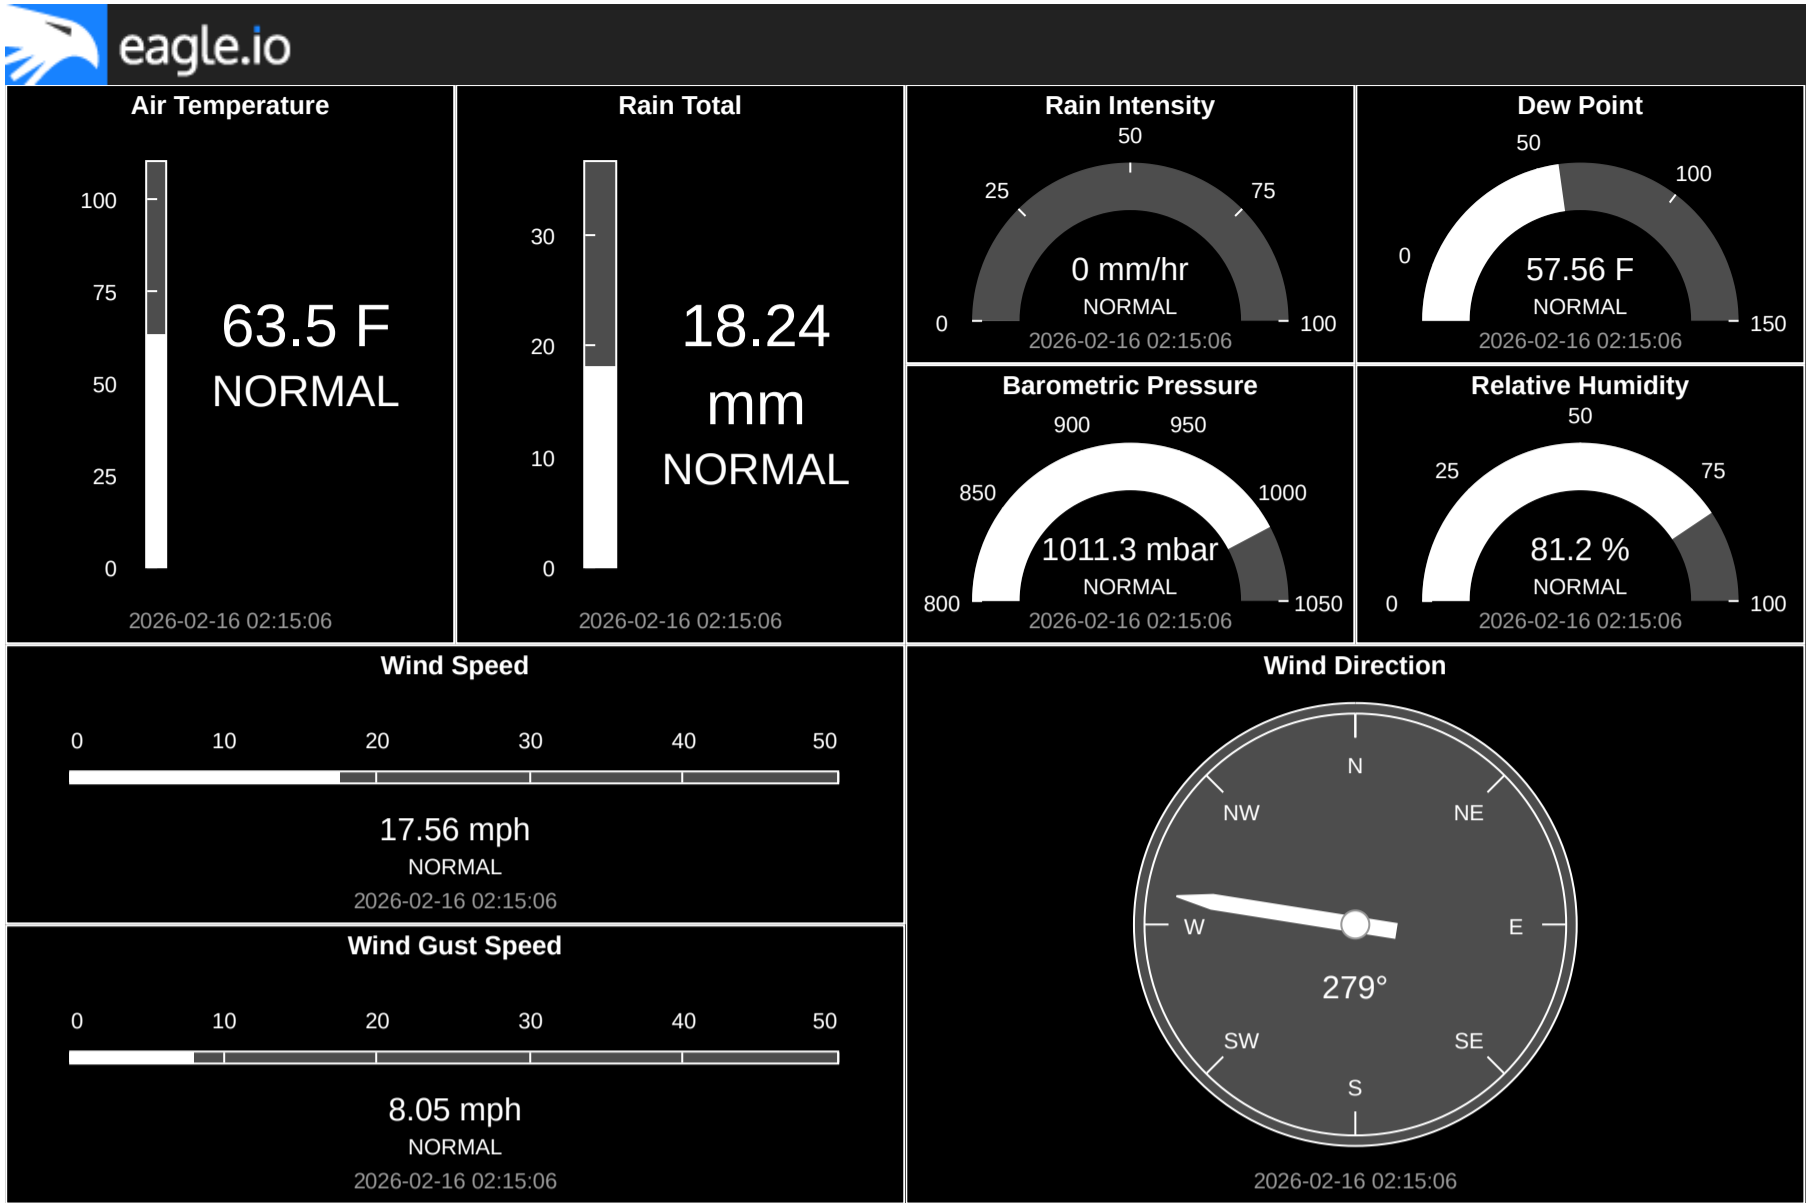 eagle.io
Air Temperature
100
75
50
25
0
63.5 F
NORMAL
2026-02-16 02:15:06
Rain Total
30
20
10
0
18.24
mm
NORMAL
2026-02-16 02:15:06
Rain Intensity
0
25
50
75
100
0 mm/hr
NORMAL
2026-02-16 02:15:06
Dew Point
0
50
100
150
57.56 F
NORMAL
2026-02-16 02:15:06
Barometric Pressure
800
850
900
950
1000
1050
1011.3 mbar
NORMAL
2026-02-16 02:15:06
Relative Humidity
0
25
50
75
100
81.2 %
NORMAL
2026-02-16 02:15:06
Wind Speed
0 10 20 30 40 50
17.56 mph
NORMAL
2026-02-16 02:15:06
Wind Gust Speed
0 10 20 30 40 50
8.05 mph
NORMAL
2026-02-16 02:15:06
Wind Direction
N
NW NE
W E
279°
SW SE
S
2026-02-16 02:15:06